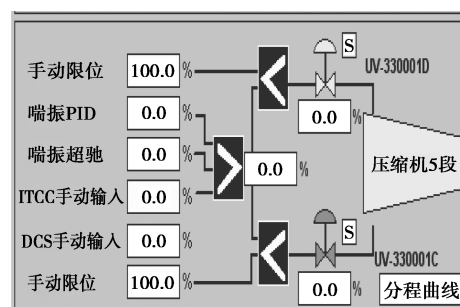 S
UV-330001D
手动限位 100.0 %
喘振PID 0.0 %
0.0 %
喘振超驰 0.0 %
0.0 %
压缩机5段
ITCC手动输入 0.0 %
DCS手动输入 0.0 %
S
UV-330001C
手动限位 100.0 %
0.0 %
分程曲线